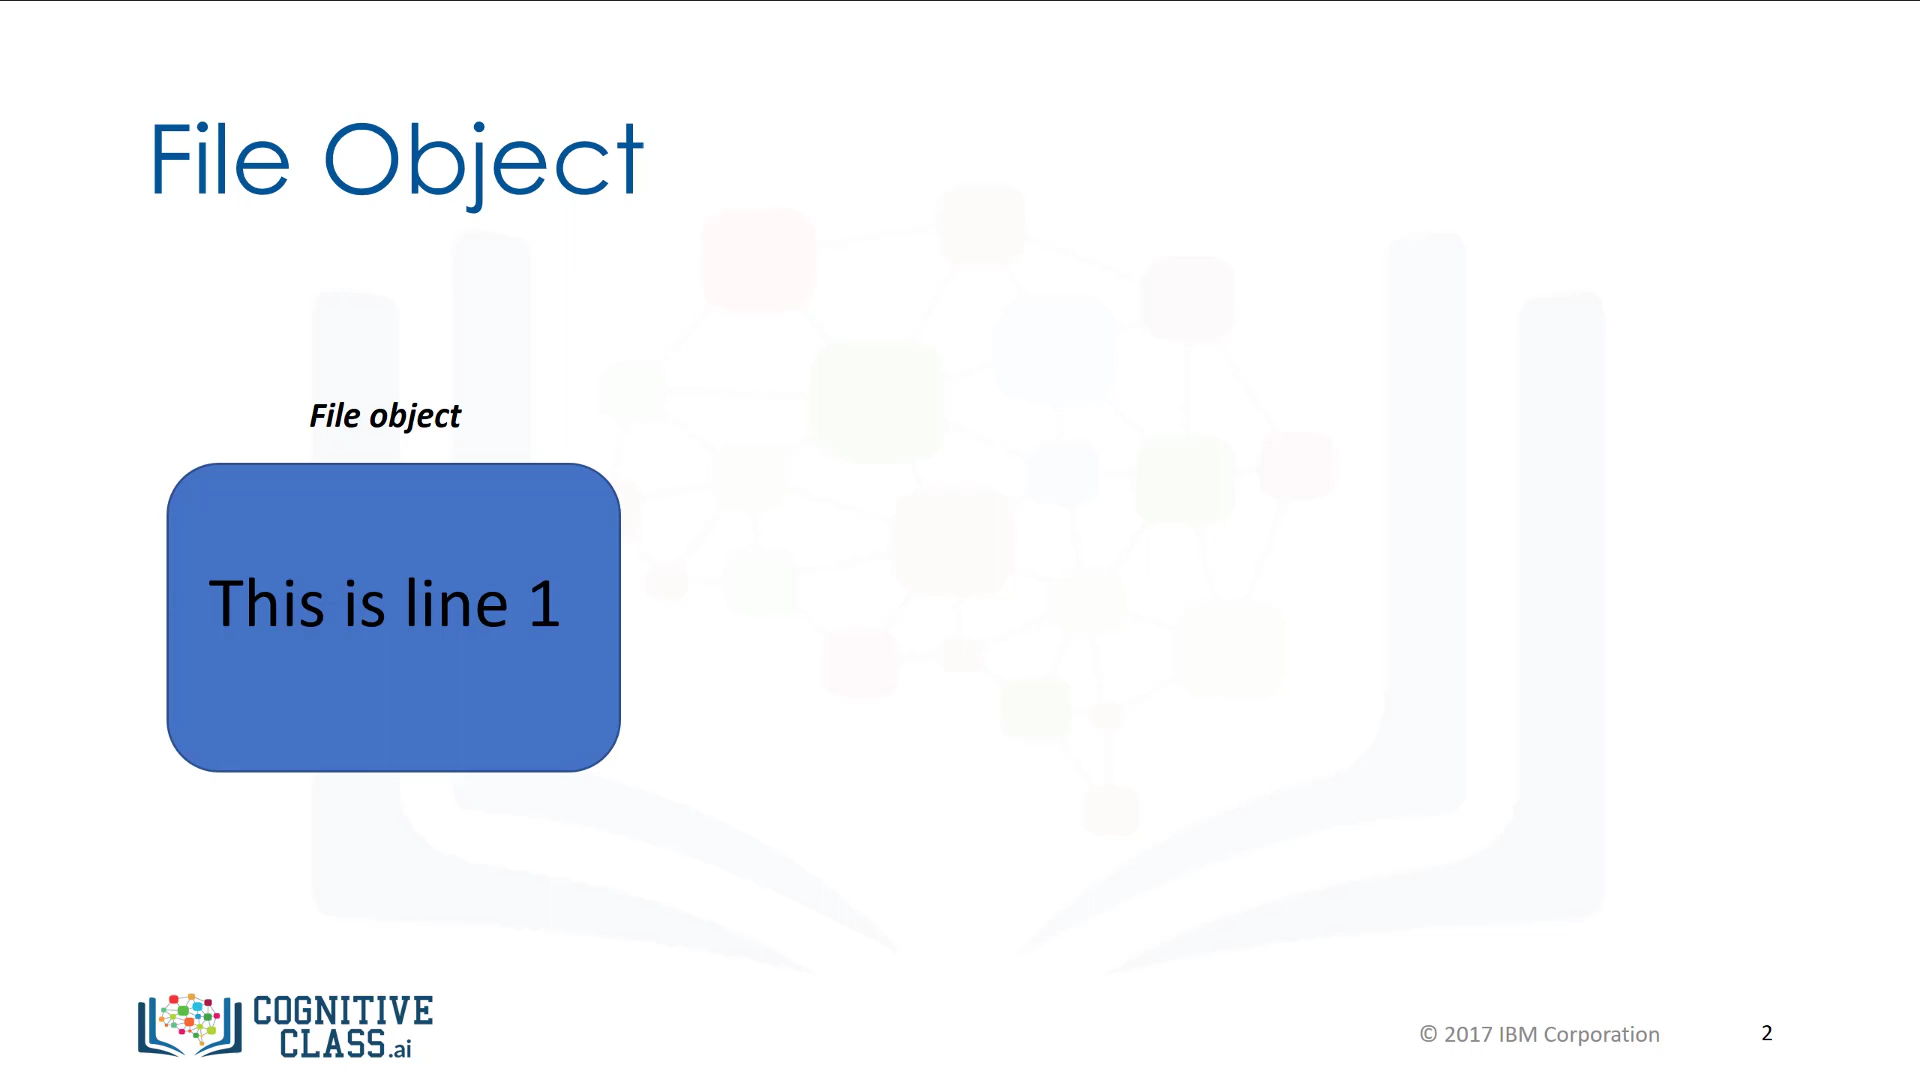 File Object
File object
This is line 1
COGNITIVE
CLASS.ai
© 2017 IBM Corporation
2